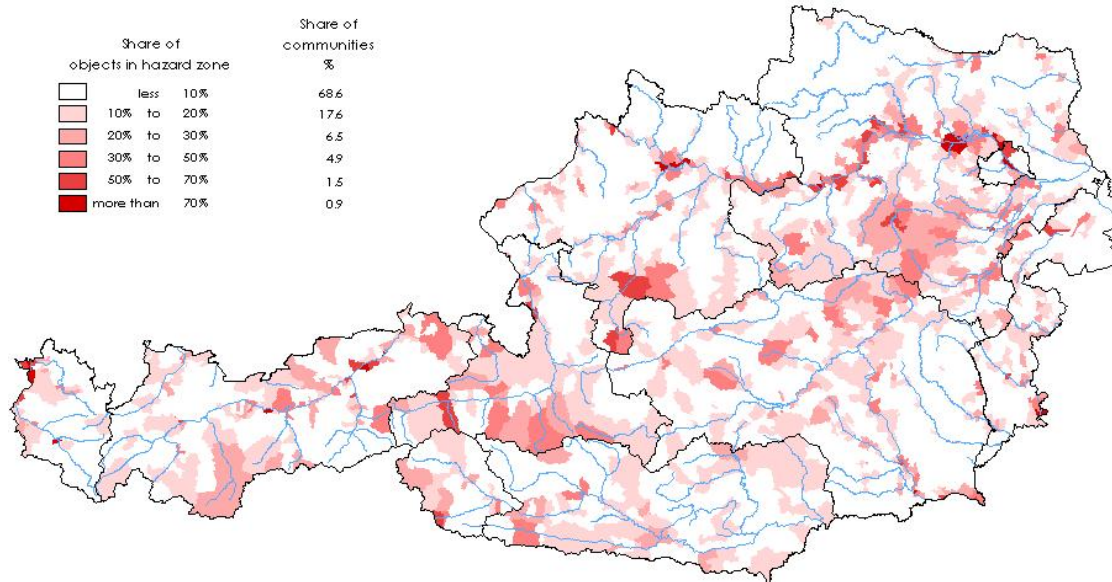 Share of
objects in hazard zone
Share of
communities
%
less 10% 68.6
10% to 20% 17.6
20% to 30% 6.5
30% to 50% 4.9
50% to 70% 1.5
more than 70% 0.9